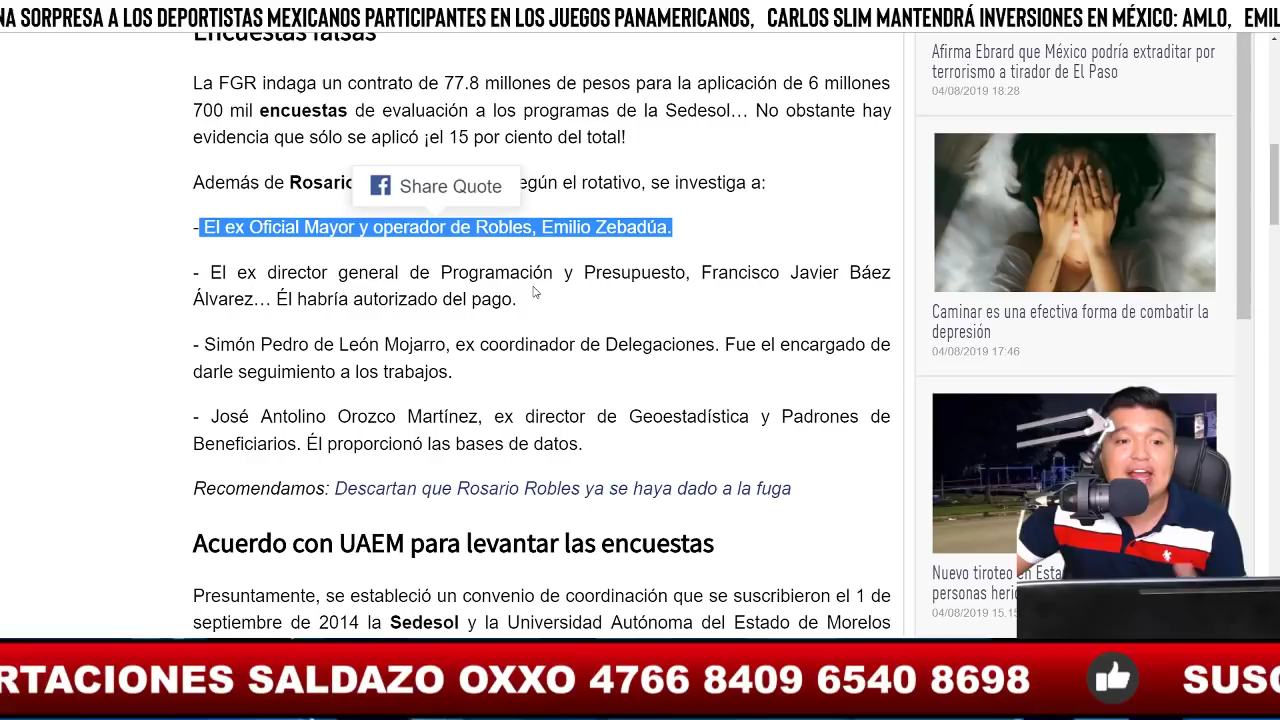 NA SORPRESA A LOS DEPORTISTAS MEXICANOS PARTICIPANTES EN LOS JUEGOS PANAMERICANOS, CARLOS SLIM MANTENDRÁ INVERSIONES EN MÉXICO: AMLO, EMIL
Encuestas falsas
La FGR indaga un contrato de 77.8 millones de pesos para la aplicación de 6 millones
700 mil encuestas de evaluación a los programas de la Sedesol… No obstante hay
evidencia que sólo se aplicó ¡el 15 por ciento del total!
Además de Rosario
Share Quote
egún el rotativo, se investiga a:
- El ex Oficial Mayor y operador de Robles, Emilio Zebadúa.
- El ex director general de Programación y Presupuesto, Francisco Javier Báez
Álvarez… Él habría autorizado del pago.
- Simón Pedro de León Mojarro, ex coordinador de Delegaciones. Fue el encargado de
darle seguimiento a los trabajos.
- José Antolino Orozco Martínez, ex director de Geoestadística y Padrones de
Beneficiarios. Él proporcionó las bases de datos.
Recomendamos: Descartan que Rosario Robles ya se haya dado a la fuga
Acuerdo con UAEM para levantar las encuestas
Presuntamente, se estableció un convenio de coordinación que se suscribieron el 1 de
septiembre de 2014 la Sedesol y la Universidad Autónoma del Estado de Morelos
Afirma Ebrard que México podría extraditar por
terrorismo a tirador de El Paso
04/08/2019 18:28
Caminar es una efectiva forma de combatir la
depresión
04/08/2019 17:46
Nuevo tiroteo en Esta
personas heri
04/08/2019 15.15
RTACIONES SALDAZO OXXO 4766 8409 6540 8698
SUSC